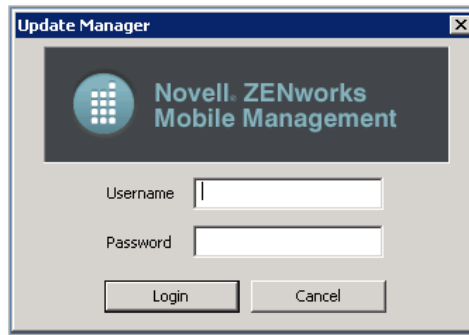 Update Manager
Novell® ZENworks
Mobile Management
Username
Password
Login
Cancel